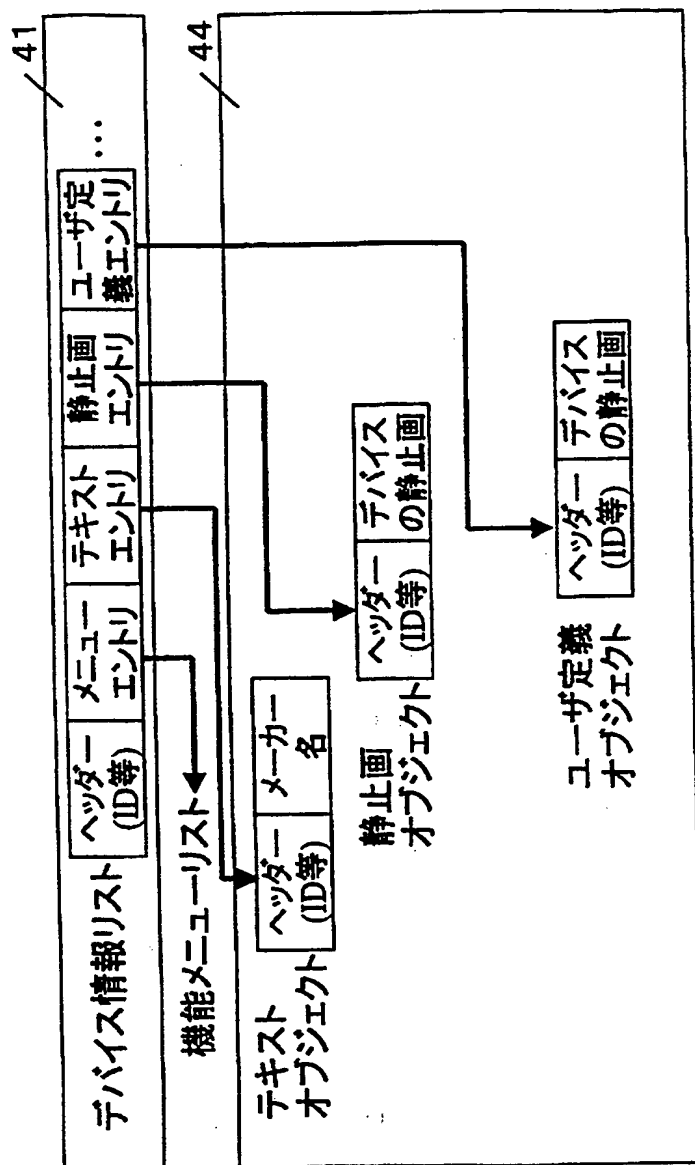 41
デバイス情報リスト
ヘッダー
(ID等)
メニュー
エントリ
テキスト
エントリ
静止画
エントリ
ユーザ定
義エントリ
...
機能メニューリスト
44
テキスト
オブジェクト
ヘッダー
(ID等)
メーカー
名
静止画
オブジェクト
ヘッダー
(ID等)
デバイス
の静止画
ユーザ定義
オブジェクト
ヘッダー
(ID等)
デバイス
の静止画